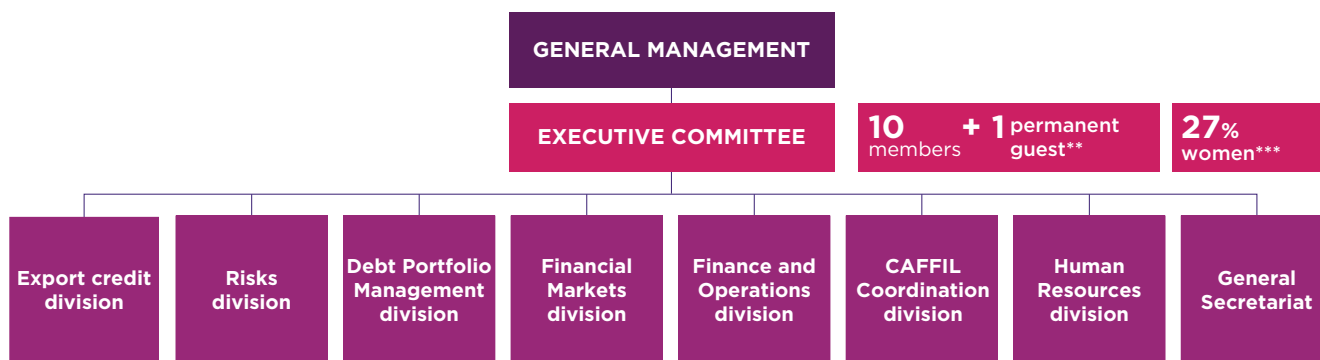 GENERAL MANAGEMENT
EXECUTIVE COMMITTEE
10 + 1 permanent
members guest**
27%
women***
Export credit
division
Risks
division
Debt Portfolio
Management
division
Financial
Markets
division
Finance and
Operations
division
CAFFIL
Coordination
division
Human
Resources
division
General
Secretariat